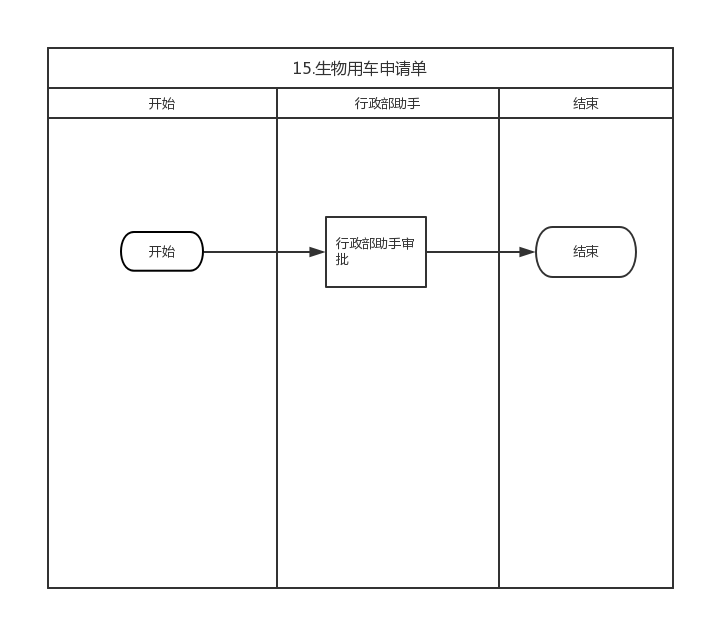 15.生物用车申请单
开始
行政部助手
结束
开始
行政部助手审
批
结束